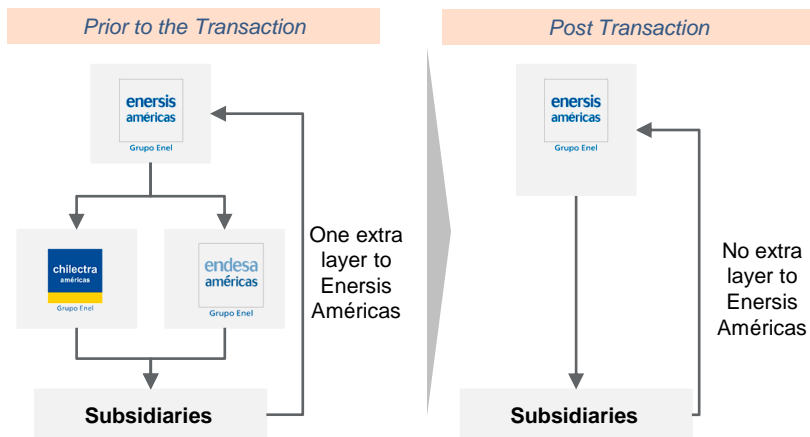 Prior to the Transaction
enersis
américas
Grupo Enel
chilectra
américas
Grupo Enel
endesa
américas
Grupo Enel
One extra
layer to
Enersis
Américas
Subsidiaries
Post Transaction
enersis
américas
Grupo Enel
No extra
layer to
Enersis
Américas
Subsidiaries